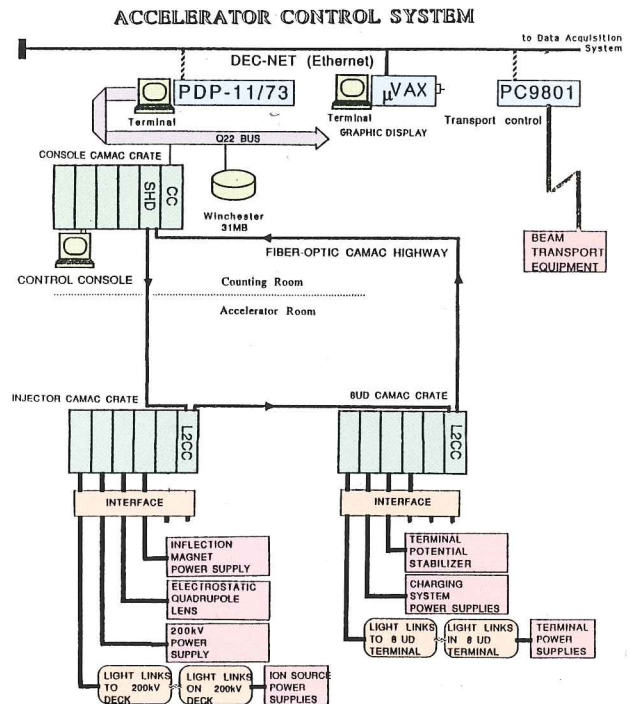 ACCELERATOR CONTROL SYSTEM
to Data Acquisition
System
DEC-NET (Ethernet)
PDP-11/73
Terminal
μVAX
Terminal
GRAPHIC DISPLAY
PC9801
Transport control
Q22 BUS
CONSOLE CAMAC CRATE
SHD
CC
Winchester
31MB
CONTROL CONSOLE
FIBER-OPTIC CAMAC HIGHWAY
BEAM
TRANSPORT
EQUIPMENT
Counting Room
Accelerator Room
INJECTOR CAMAC CRATE
L2CC
8UD CAMAC CRATE
L2CC
INTERFACE
INTERFACE
INFLECTION
MAGNET
POWER SUPPLY
ELECTROSTATIC
QUADRUPOLE
LENS
200kV
POWER
SUPPLY
LIGHT LINKS
TO 200kV
DECK
LIGHT LINKS
ON 200kV
DECK
ION SOURCE
POWER
SUPPLIES
TERMINAL
POTENTIAL
STABILIZER
CHARGING
SYSTEM
POWER SUPPLIES
LIGHT LINKS
TO 8 UD
TERMINAL
LIGHT LINKS
IN 8 UD
TERMINAL
TERMINAL
POWER
SUPPLIES